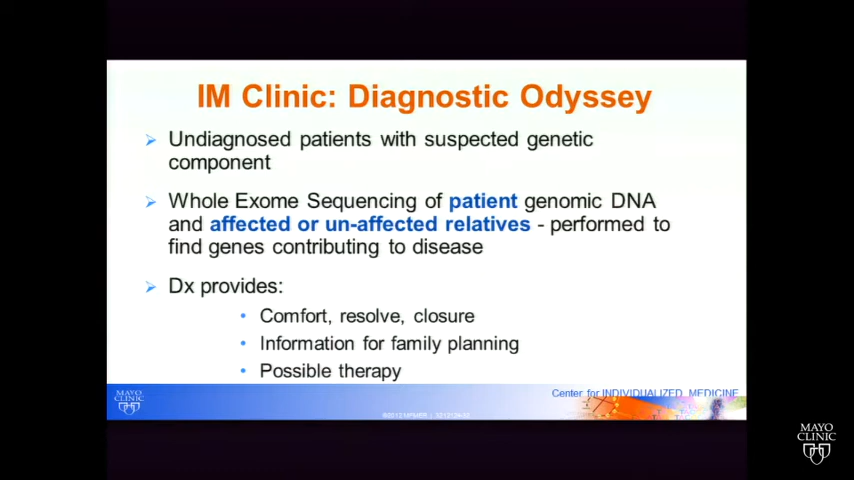 IM Clinic: Diagnostic Odyssey
Undiagnosed patients with suspected genetic
component
Whole Exome Sequencing of patient genomic DNA
and affected or un-affected relatives - performed to
find genes contributing to disease
Dx provides:
Comfort, resolve, closure
Information for family planning
Possible therapy
MAYO
CLINIC
Center for INDIVIDUALIZED MEDICINE
MAYO
CLINIC